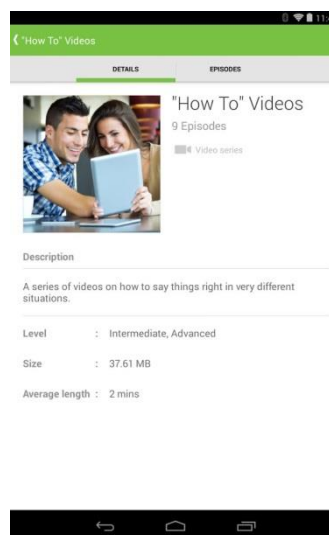 "How To" Videos
DETAILS
EPISODES
"How To" Videos
9 Episodes
Video series
Description
A series of videos on how to say things right in very different
situations.
Level : Intermediate, Advanced
Size : 37.61 MB
Average length : 2 mins